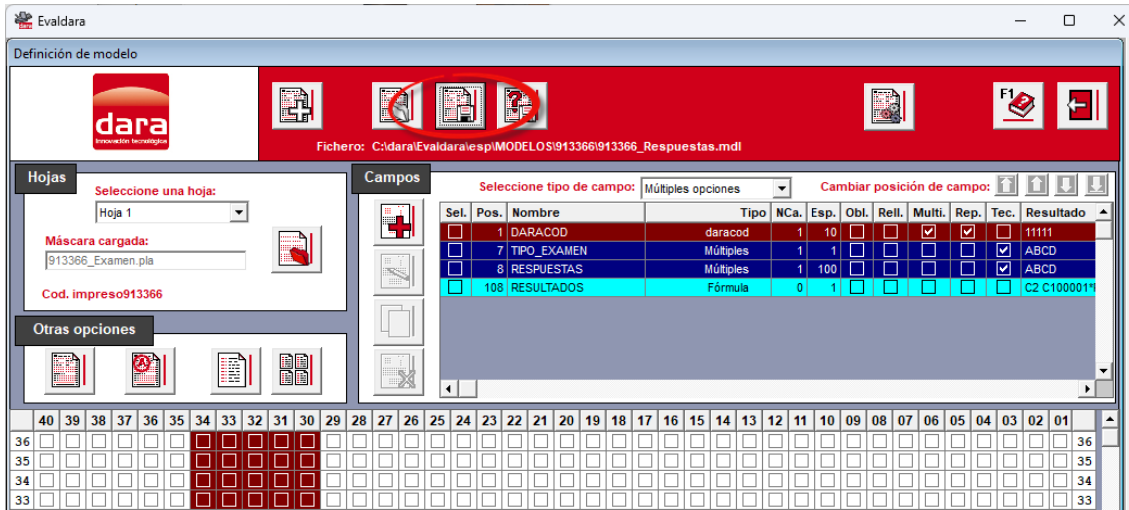 Evaldara
Definición de modelo
dara
innovación tecnológica
F1
Fichero: C:\dara\Evaldara\esp\MODELOS\913366\913366_Respuestas.mdl
Hojas
Seleccione una hoja:
Hoja 1
Máscara cargada:
913366_Examen.pla
Cod. impreso913366
Otras opciones
Campos
Seleccione tipo de campo: Múltiples opciones
Cambiar posición de campo:
Sel. Pos. Nombre Tipo NCa. Esp. Obl. Rell. Multi. Rep. Tec. Resultado
1 DARACOD daracod 1 10 11111
7 TIPO_EXAMEN Múltiples 1 1 ABCD
8 RESPUESTAS Múltiples 1 100 ABCD
108 RESULTADOS Fórmula 0 1 C2 C100001*
40 39 38 37 36 35 34 33 32 31 30 29 28 27 26 25 24 23 22 21 20 19 18 17 16 15 14 13 12 11 10 09 08 07 06 05 04 03 02 01
36 36
35 35
34 34
33 33